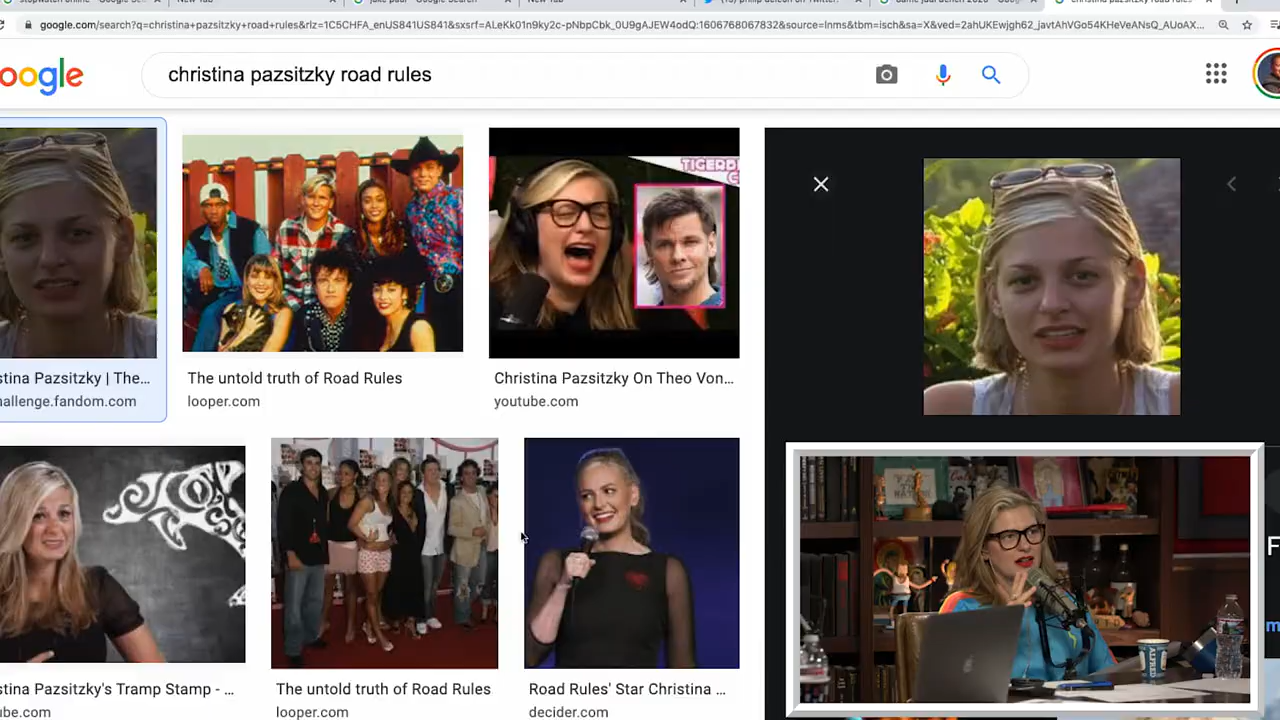 google.com/search?q=christina+pazsitzky+road+rules&rlz=1C5CHFA_enUS841US841&sxsrf=ALeKk01n9ky2c-pNbpCbk_0U9gAJEW4odQ:1606768067832&source=lnms&tbm=isch&sa=X&ved=2ahUKEwjgh62_javtAhVGo54KHeVeANsQ_AUoAX...
oogle
christina pazsitzky road rules
TIGERBE
stina Pazsitzky | The...
allenge.fandom.com
The untold truth of Road Rules
looper.com
Christina Pazsitzky On Theo Von...
youtube.com
stina Pazsitzky's Tramp Stamp - ...
ube.com
The untold truth of Road Rules
looper.com
Road Rules' Star Christina ...
decider.com
ALFRED
F
m